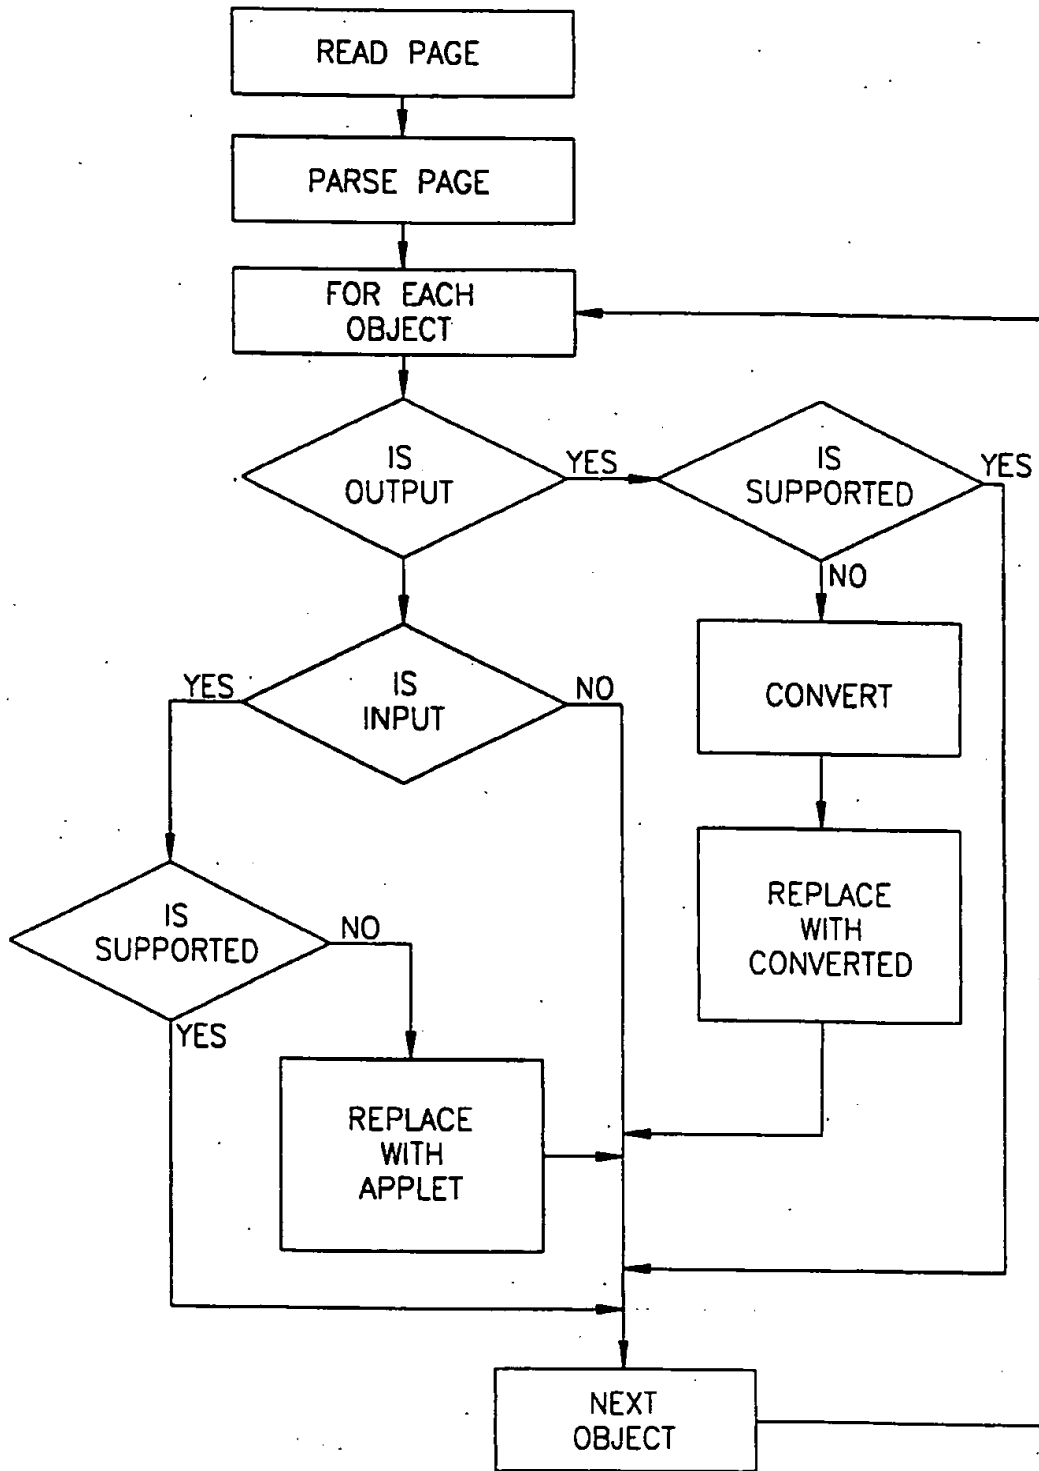 READ PAGE
PARSE PAGE
FOR EACH
OBJECT
IS
OUTPUT
YES
IS
SUPPORTED
YES
NO
IS
INPUT
YES
NO
CONVERT
REPLACE
WITH
CONVERTED
IS
SUPPORTED
NO
YES
REPLACE
WITH
APPLET
NEXT
OBJECT